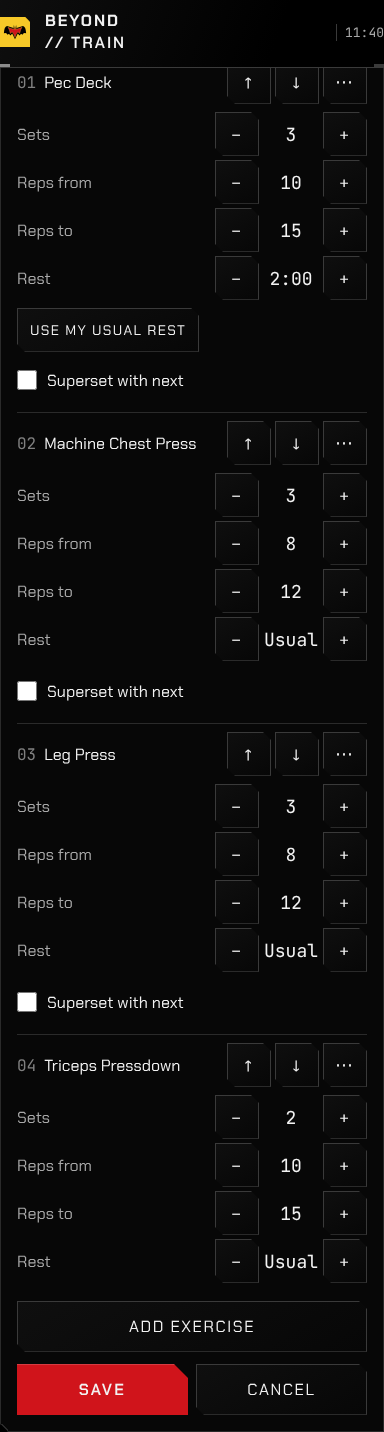 BEYOND
// TRAIN
11:40
01 Pec Deck ↑ ↓ ...
Sets − 3 +
Reps from − 10 +
Reps to − 15 +
Rest − 2:00 +
USE MY USUAL REST
Superset with next
02 Machine Chest Press ↑ ↓ ...
Sets − 3 +
Reps from − 8 +
Reps to − 12 +
Rest − Usual +
Superset with next
03 Leg Press ↑ ↓ ...
Sets − 3 +
Reps from − 8 +
Reps to − 12 +
Rest − Usual +
Superset with next
04 Triceps Pressdown ↑ ↓ ...
Sets − 2 +
Reps from − 10 +
Reps to − 15 +
Rest − Usual +
ADD EXERCISE
SAVE CANCEL